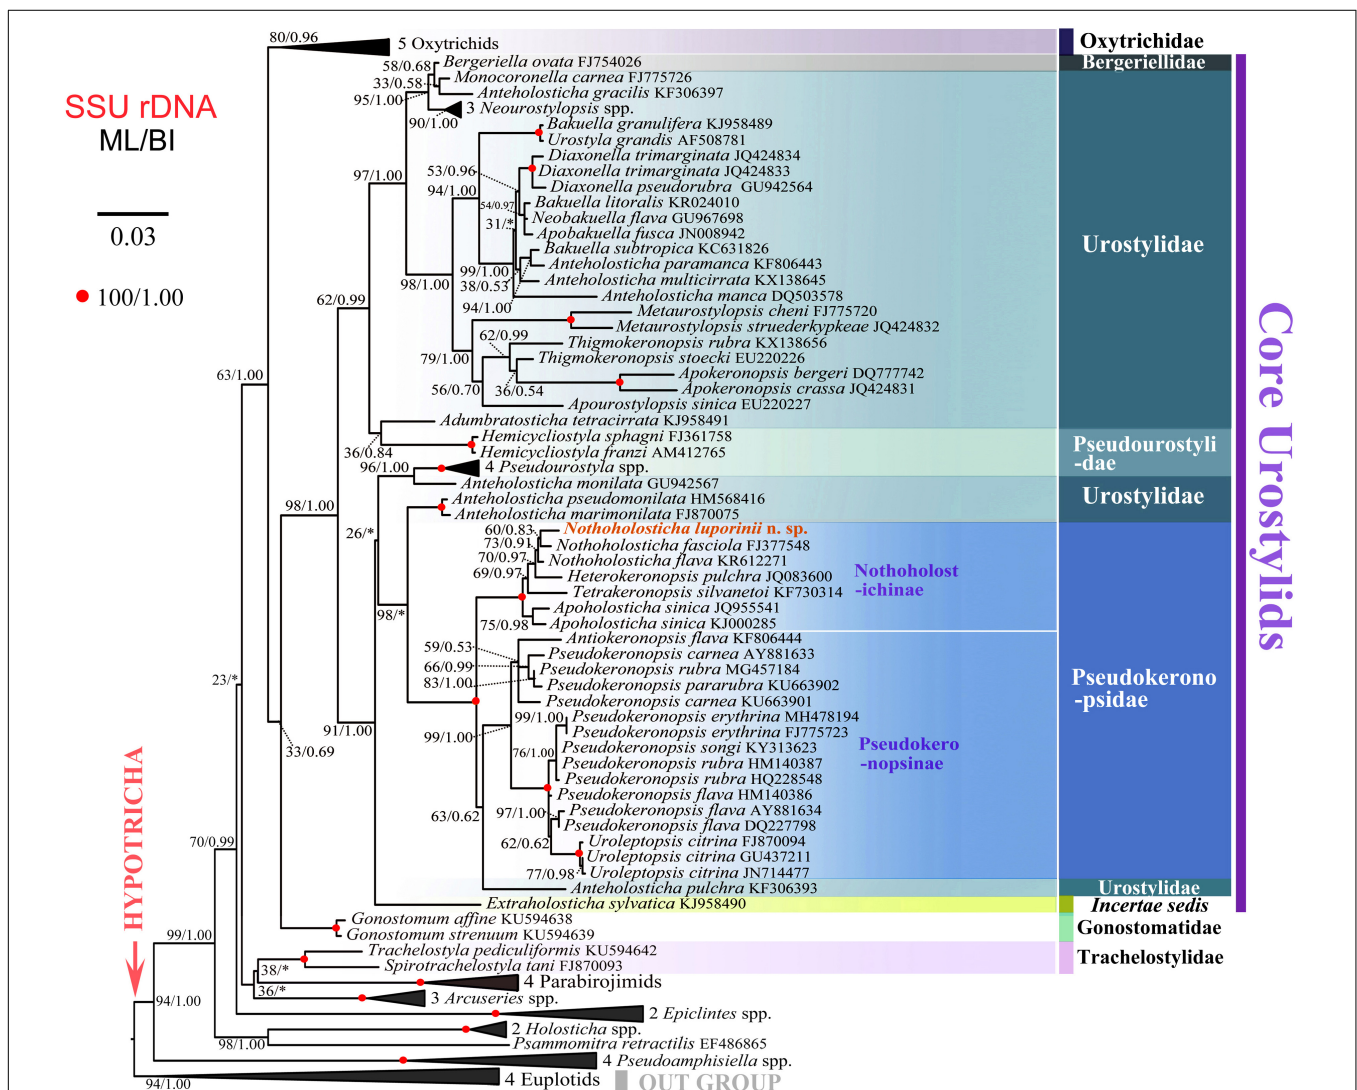 80/0.96
5 Oxytrichids
Oxytrichidae
58/0.68
Bergeriella ovata FJ754026
Bergeriellidae
33/0.58
Monocoronella carnea FJ775726
95/1.00
Anteholosticha gracilis KF306397
SSU rDNA
ML/BI
90/1.00
3 Neourostylopsis spp.
Bakuella granulifera KJ958489
Urostyla grandis AF508781
Diaxonella trimarginata JQ424834
53/0.96
Diaxonella trimarginata JQ424833
97/1.00
94/1.00
Diaxonella pseudorubra GU942564
54/0.97
Bakuella litoralis KR024010
31/*
Neobakuella flava GU967698
0.03
Apobakuella fusca JN008942
Urostylidae
Bakuella subtropica KC631826
99/1.00
Anteholosticha paramanca KF806443
98/1.00
38/0.53
Anteholosticha multicirrata KX138645
100/1.00
94/1.00
Anteholosticha manca DQ503578
62/0.99
Metaurostylopsis cheni FJ775720
Metaurostylopsis struederkypkeae JQ424832
62/0.99
Thigmokeronopsis rubra KX138656
79/1.00
Thigmokeronopsis stoecki EU220226
63/1.00
Apokeronopsis bergeri DQ777742
56/0.70
36/0.54
Apokeronopsis crassa JQ424831
Apourostylopsis sinica EU220227
Adumbratosticha tetracirrata KJ958491
Hemicycliostyla sphagni FJ361758
36/0.84
Hemicycliostyla franzi AM412765
Pseudourostyli
-dae
96/1.00
4 Pseudourostyla spp.
Anteholosticha monilata GU942567
98/1.00
Anteholosticha pseudomonilata HM568416
Urostylidae
Anteholosticha marimonilata FJ870075
26/*
60/0.83
Nothoholosticha luporinii n. sp.
73/0.91
Nothoholosticha fasciola FJ377548
70/0.97
Nothoholosticha flava KR612271
69/0.97
Heterokeronopsis pulchra JQ083600
Nothoholost
-ichinae
Tetrakeronopsis silvanetoi KF730314
98/*
Apoholosticha sinica JQ955541
75/0.98
Apoholosticha sinica KJ000285
Antiokeronopsis flava KF806444
59/0.53
Pseudokeronopsis carnea AY881633
66/0.99
Pseudokeronopsis rubra MG457184
23/*
83/1.00
Pseudokeronopsis pararubra KU663902
Pseudokerono
-psidae
Pseudokeronopsis carnea KU663901
99/1.00
Pseudokeronopsis erythrina MH478194
91/1.00
99/1.00
Pseudokeronopsis erythrina FJ775723
33/0.69
76/1.00
Pseudokeronopsis songi KY313623
Pseudokero
-nopsinae
Pseudokeronopsis rubra HM140387
Pseudokeronopsis rubra HQ228548
Pseudokeronopsis flava HM140386
63/0.62
97/1.00
Pseudokeronopsis flava AY881634
Pseudokeronopsis flava DQ227798
70/0.99
62/0.62
Uroleptopsis citrina FJ870094
Uroleptopsis citrina GU437211
77/0.98
Uroleptopsis citrina JN714477
Anteholosticha pulchra KF306393
Urostylidae
Extraholosticha sylvatica KJ958490
Incertae sedis
Core Urostylids
HYPOTRICHA
Gonostomum affine KU594638
Gonostomatidae
99/1.00
Gonostomum strenuum KU594639
Trachelostyla pediculiformis KU594642
Trachelostylidae
38/*
Spirotrachelostyla tani FJ870093
4 Parabirojimids
36/*
3 Arcuseries spp.
94/1.00
2 Epiclintes spp.
2 Holosticha spp.
98/1.00
Psammomitra retractilis EF486865
4 Pseudoamphisiella spp.
94/1.00
4 Euplotids
OUT GROUP